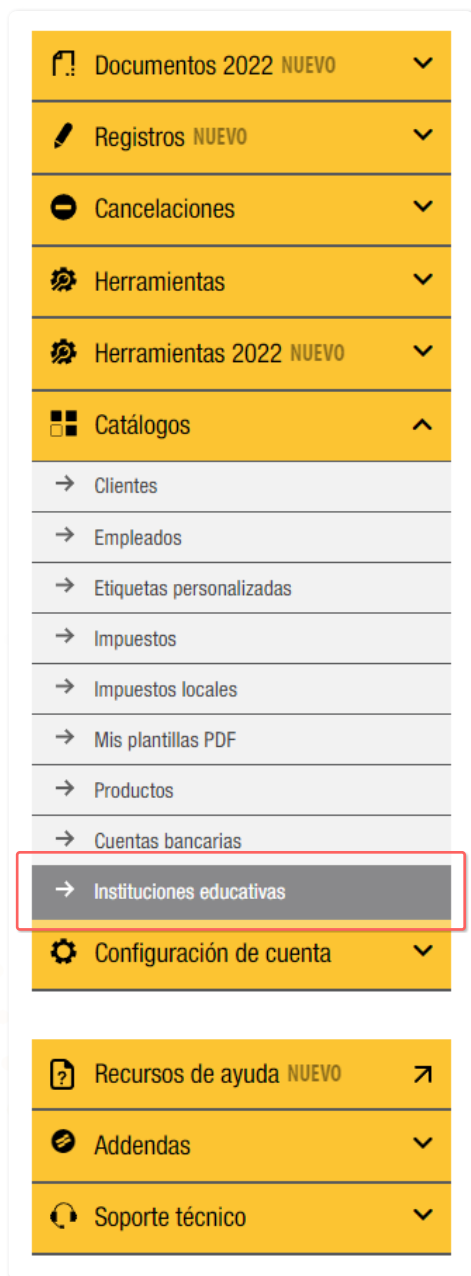 Documentos 2022 NUEVO
Registros NUEVO
Cancelaciones
Herramientas
Herramientas 2022 NUEVO
Catálogos
Clientes
Empleados
Etiquetas personalizadas
Impuestos
Impuestos locales
Mis plantillas PDF
Productos
Cuentas bancarias
Instituciones educativas
Configuración de cuenta
Recursos de ayuda NUEVO
Addendas
Soporte técnico